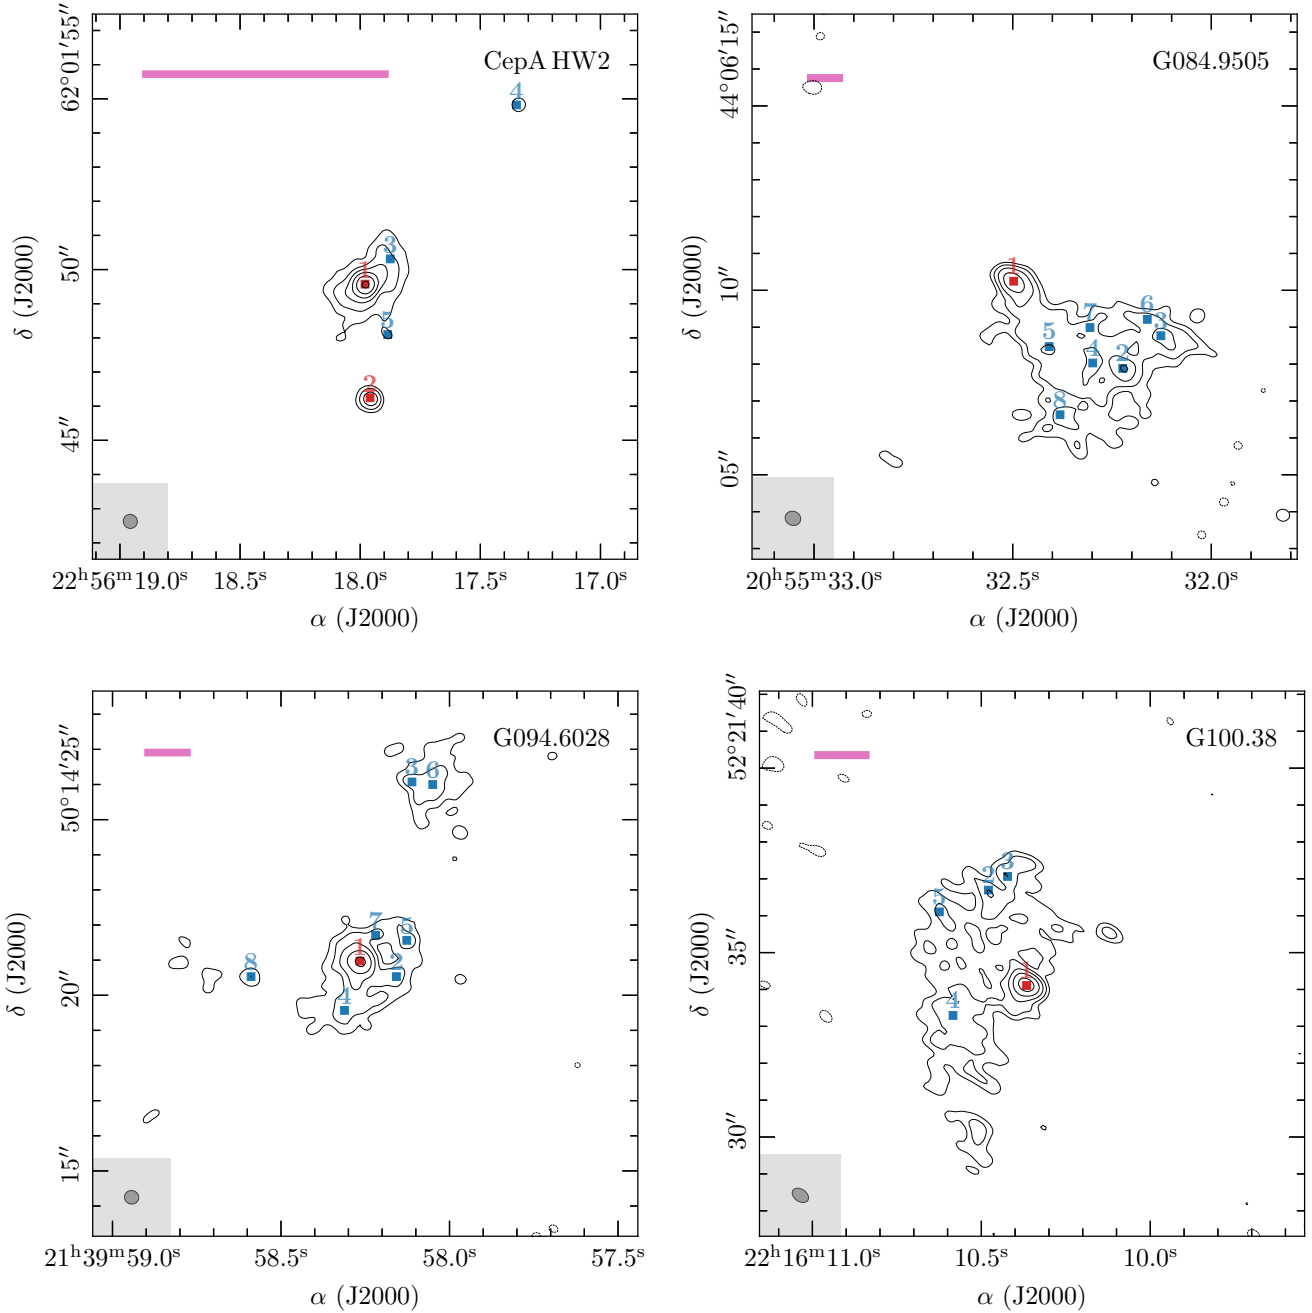 CepA HW2
62°01′55″
50″
45″
δ (J2000)
4
3
1
5
2
22ʰ56ᵐ19.0ˢ 18.5ˢ 18.0ˢ 17.5ˢ 17.0ˢ
α (J2000)
G084.9505
44°06′15″
10″
05″
δ (J2000)
1
6
7
3
5
4
2
8
20ʰ55ᵐ33.0ˢ 32.5ˢ 32.0ˢ
α (J2000)
G094.6028
50°14′25″
20″
15″
δ (J2000)
3 6
7 5
1
8 2
4
21ʰ39ᵐ59.0ˢ 58.5ˢ 58.0ˢ 57.5ˢ
α (J2000)
G100.38
52°21′40″
35″
30″
δ (J2000)
3
2
5
1
4
22ʰ16ᵐ11.0ˢ 10.5ˢ 10.0ˢ
α (J2000)